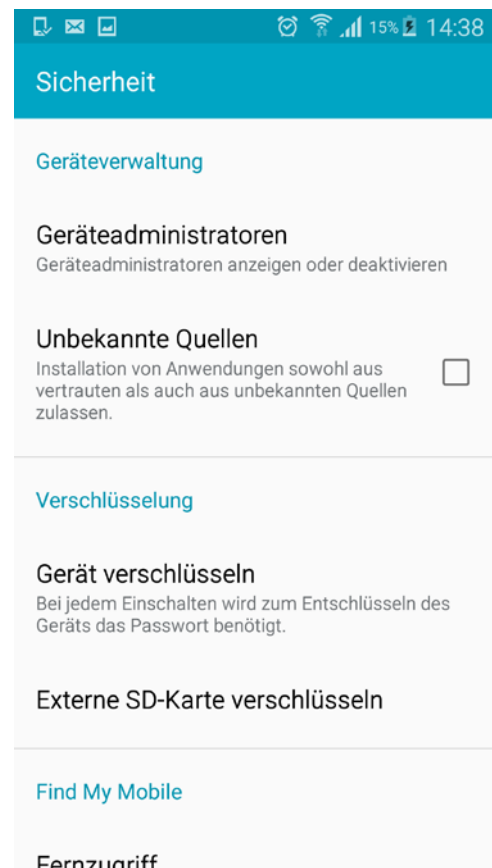 15% 14:38
Sicherheit
Geräteverwaltung
Geräteadministratoren
Geräteadministratoren anzeigen oder deaktivieren
Unbekannte Quellen
Installation von Anwendungen sowohl aus
vertrauten als auch aus unbekannten Quellen
zulassen.
Verschlüsselung
Gerät verschlüsseln
Bei jedem Einschalten wird zum Entschlüsseln des
Geräts das Passwort benötigt.
Externe SD-Karte verschlüsseln
Find My Mobile
Fernzugriff